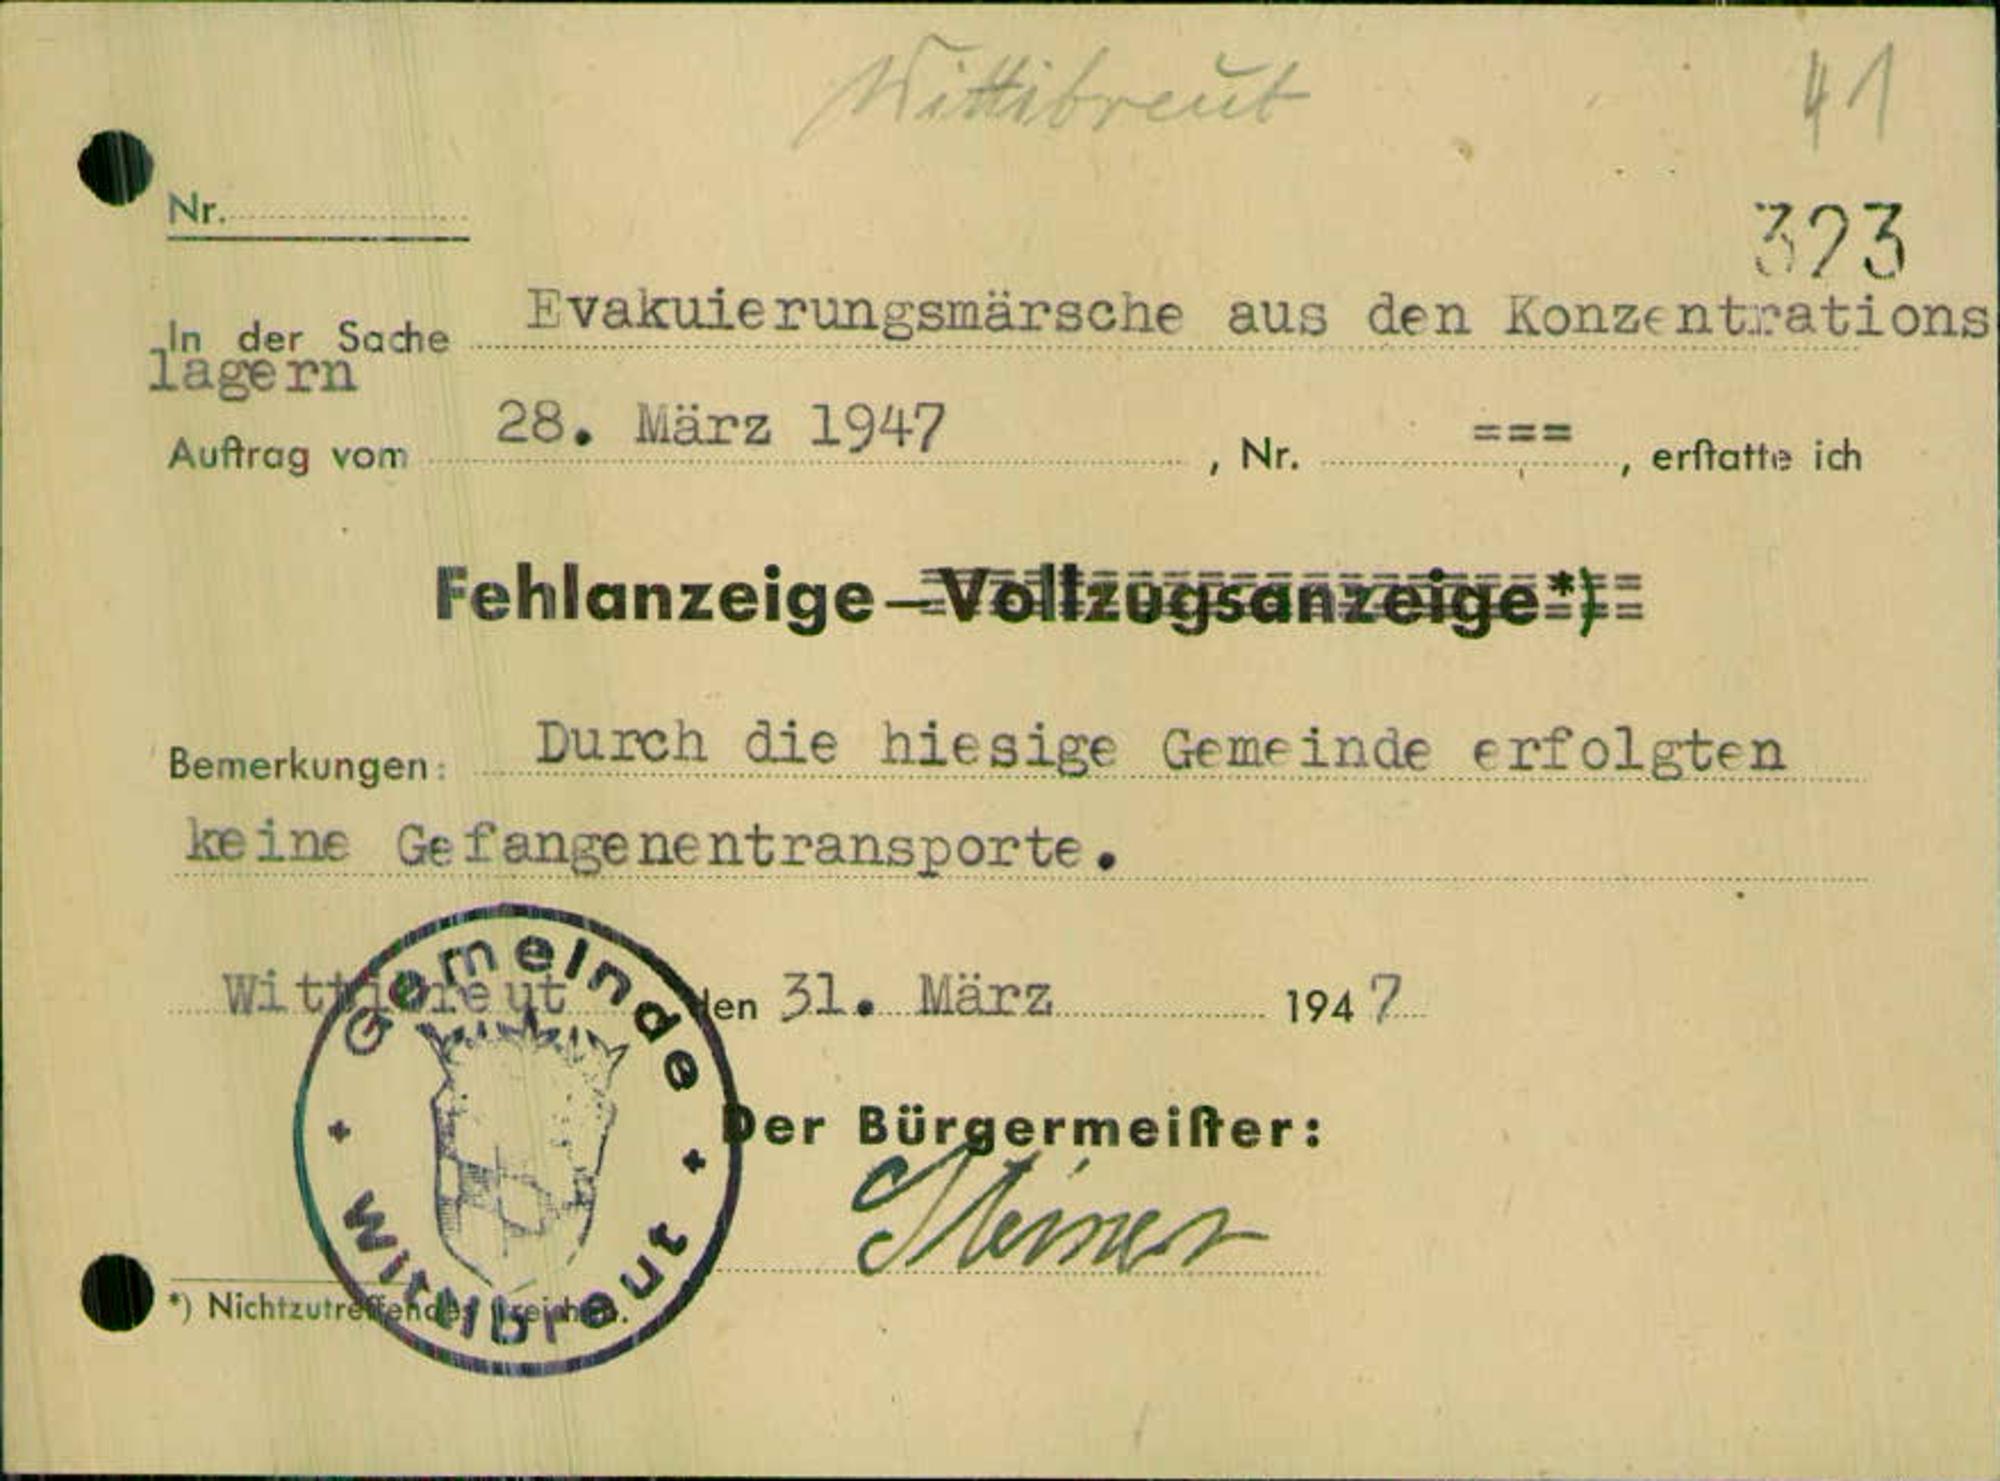 Wittibreut
41
Nr.
323
In der Sache Evakuierungsmärsche aus den Konzentrations
lagern
Auftrag vom 28. März 1947, Nr. ===, erstatte ich
Fehlanzeige – Vollzugsanzeige*)
Bemerkungen: Durch die hiesige Gemeinde erfolgten
keine Gefangenentransporte.
Wittibreut den 31. März 1947
Gemeinde
Wittibreut
Der Bürgermeister:
Steiner
*) Nichtzutreffendes streichen.